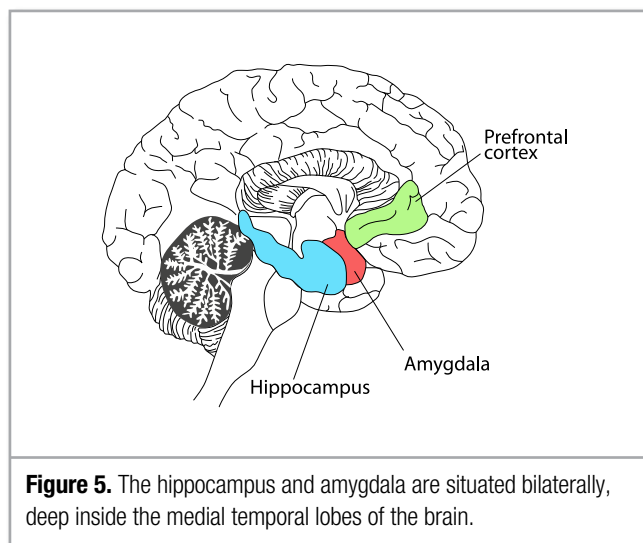 Prefrontal
cortex
Amygdala
Hippocampus
Figure 5. The hippocampus and amygdala are situated bilaterally,
deep inside the medial temporal lobes of the brain.